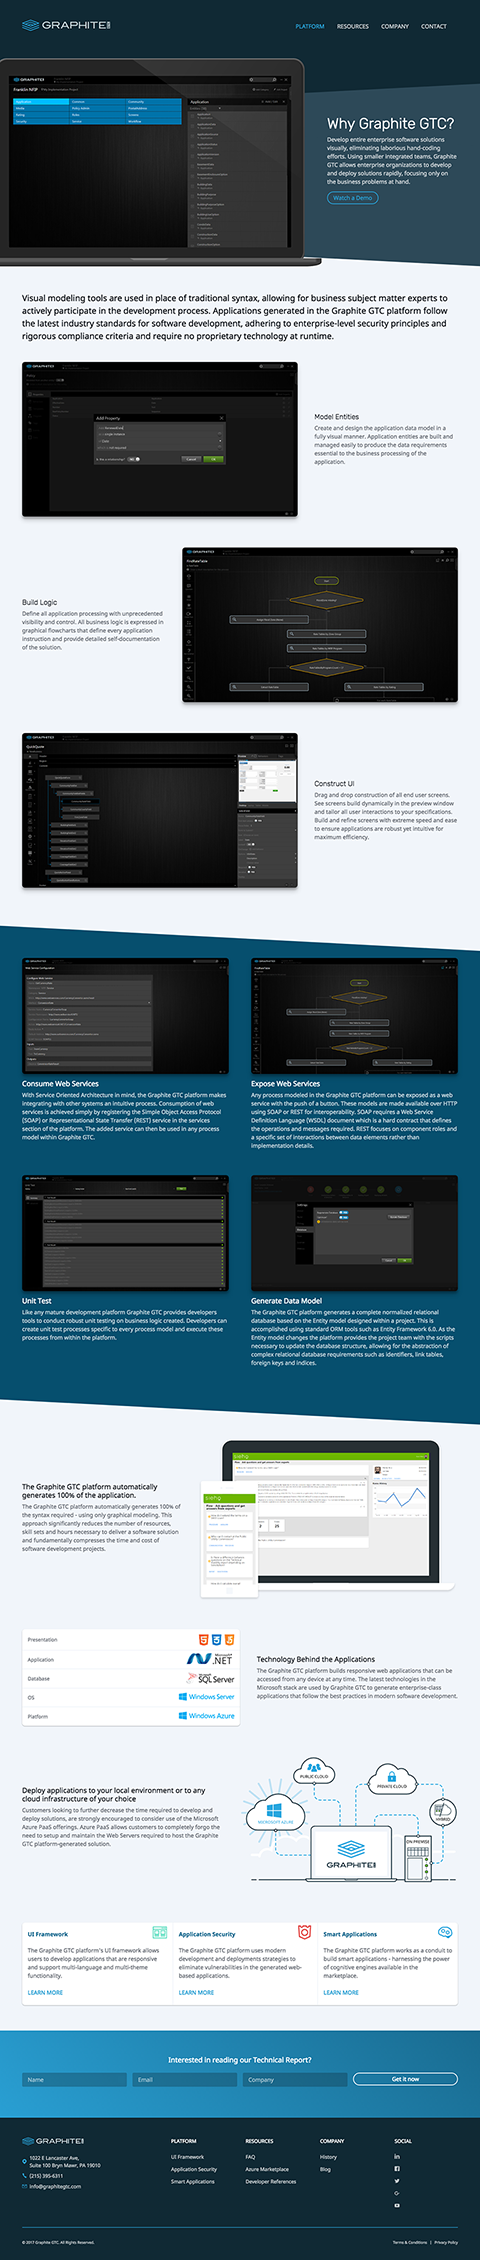 GRAPHITE GTC
PLATFORM RESOURCES COMPANY CONTACT
GRAPHITE
Franklin NFIP
Application
Why Graphite GTC?
Develop entire enterprise software solutions
visually, eliminating laborious hand-coding
efforts. Using smaller integrated teams, Graphite
GTC allows enterprise organizations to develop
and deploy solutions rapidly, focusing only on
the business problems at hand.
Watch a Demo
Visual modeling tools are used in place of traditional syntax, allowing for business subject matter experts to
actively participate in the development process. Applications generated in the Graphite GTC platform follow
the latest industry standards for software development, adhering to enterprise-level security principles and
rigorous compliance criteria and require no proprietary technology at runtime.
GRAPHITE
Policy
Add Property
Cancel OK
Model Entities
Create and design the application data model in a
fully visual manner. Application entities are built and
managed easily to produce the data requirements
essential to the business processing of the
application.
Build Logic
Define all application processing with unprecedented
visibility and control. All business logic is expressed in
graphical flowcharts that define every application
instruction and provide detailed self-documentation
of the solution.
GRAPHITE
FindRateTable
GRAPHITE
QuickQuote
Construct UI
Drag and drop construction of all end user screens.
See screens build dynamically in the preview window
and tailor all user interactions to your specifications.
Build and refine screens with extreme speed and ease
to ensure applications are robust yet intuitive for
maximum efficiency.
GRAPHITE
Web Service Configuration
GRAPHITE
Consume Web Services
With Service Oriented Architecture in mind, the Graphite GTC platform
makes integrating with other systems an intuitive process. Consumption of web
services is achieved simply by registering the Simple Object Access Protocol
(SOAP) or Representational State Transfer (REST) service in the services
section of the platform. The added service can then be used in any process
model within Graphite GTC.
Expose Web Services
Any process modeled in the Graphite GTC platform can be exposed as a web
service with the push of a button. These models are made available over HTTP
using SOAP or REST for interoperability. SOAP requires a Web Service
Definition Language (WSDL) document which is a hard contract that defines
the operations and messages required. REST focuses on component roles and
a specific set of interactions between data elements rather than
implementation details.
Unit Test
Like any mature development platform Graphite GTC provides developers
tools to conduct robust unit testing on business logic created. Developers can
create unit test processes specific to every process model and execute these
processes from within the platform.
Generate Data Model
The Graphite GTC platform generates a complete normalized relational
database based on the Entity model designed within a project. This is
accomplished using standard ORM tools such as Entity Framework 6.0. As the
Entity model changes the platform provides the project team with the scripts
necessary to update the database structure, allowing for the abstraction of
complex relational database requirements such as identifiers, link tables,
foreign keys and indices.
The Graphite GTC platform automatically
generates 100% of the application.
The Graphite GTC platform automatically generates 100% of
the syntax required - using only graphical modeling. This
approach significantly reduces the number of resources,
skill sets and hours necessary to deliver a software solution
and fundamentally compresses the time and cost of
software development projects.
Presentation
Application Microsoft .NET
Database Microsoft SQL Server
OS Windows Server
Platform Windows Azure
Technology Behind the Applications
The Graphite GTC platform builds responsive web applications that can be
accessed from any device at any time. The latest technologies in the
Microsoft stack are used by Graphite GTC to generate enterprise-class
applications that follow the best practices in modern software development.
Deploy applications to your local environment or to any
cloud infrastructure of your choice
Customers looking to further decrease the time required to develop and
deploy solutions, are strongly encouraged to consider use of the Microsoft
Azure PaaS offerings. Azure PaaS allows customers to completely forgo the
need to setup and maintain the Web Servers required to host the Graphite
GTC platform-generated solution.
PUBLIC CLOUD
PRIVATE CLOUD
MICROSOFT AZURE
HYBRID
ON PREMISE
GRAPHITE GTC
UI Framework
The Graphite GTC platform's UI framework allows
users to develop applications that are responsive
and support multi-language and multi-theme
functionality.
LEARN MORE
Application Security
The Graphite GTC platform uses modern
development and deployments strategies to
eliminate vulnerabilities in the generated web-
based applications.
LEARN MORE
Smart Applications
The Graphite GTC platform works as a conduit to
build smart applications - harnessing the power
of cognitive engines available in the
marketplace.
LEARN MORE
Interested in reading our Technical Report?
Name Email Company Get it now
GRAPHITE GTC
1022 E Lancaster Ave,
Suite 100 Bryn Mawr, PA 19010
(215) 395-6311
info@graphitegtc.com
PLATFORM
UI Framework
Application Security
Smart Applications
RESOURCES
FAQ
Azure Marketplace
Developer References
COMPANY
History
Blog
SOCIAL
© 2017 Graphite GTC. All Rights Reserved.
Terms & Conditions | Privacy Policy